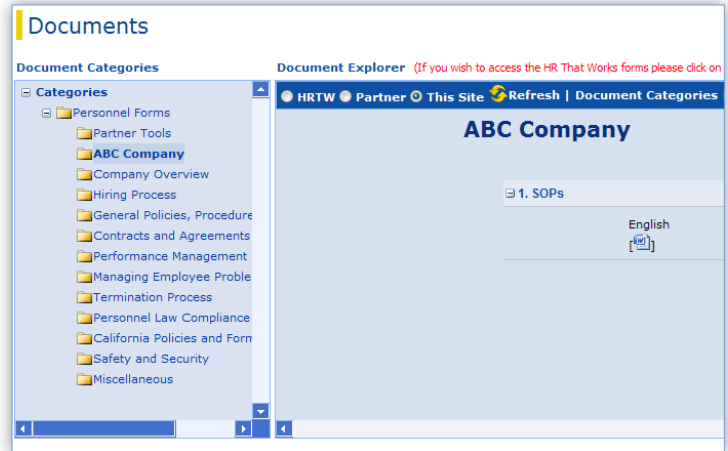 Documents
Document Categories
Document Explorer (If you wish to access the HR That Works forms please click on
Categories
Personnel Forms
Partner Tools
ABC Company
Company Overview
Hiring Process
General Policies, Procedure
Contracts and Agreements
Performance Management
Managing Employee Proble
Termination Process
Personnel Law Compliance
California Policies and Form
Safety and Security
Miscellaneous
HRTW Partner This Site Refresh | Document Categories
ABC Company
1. SOPs
English
[ ]